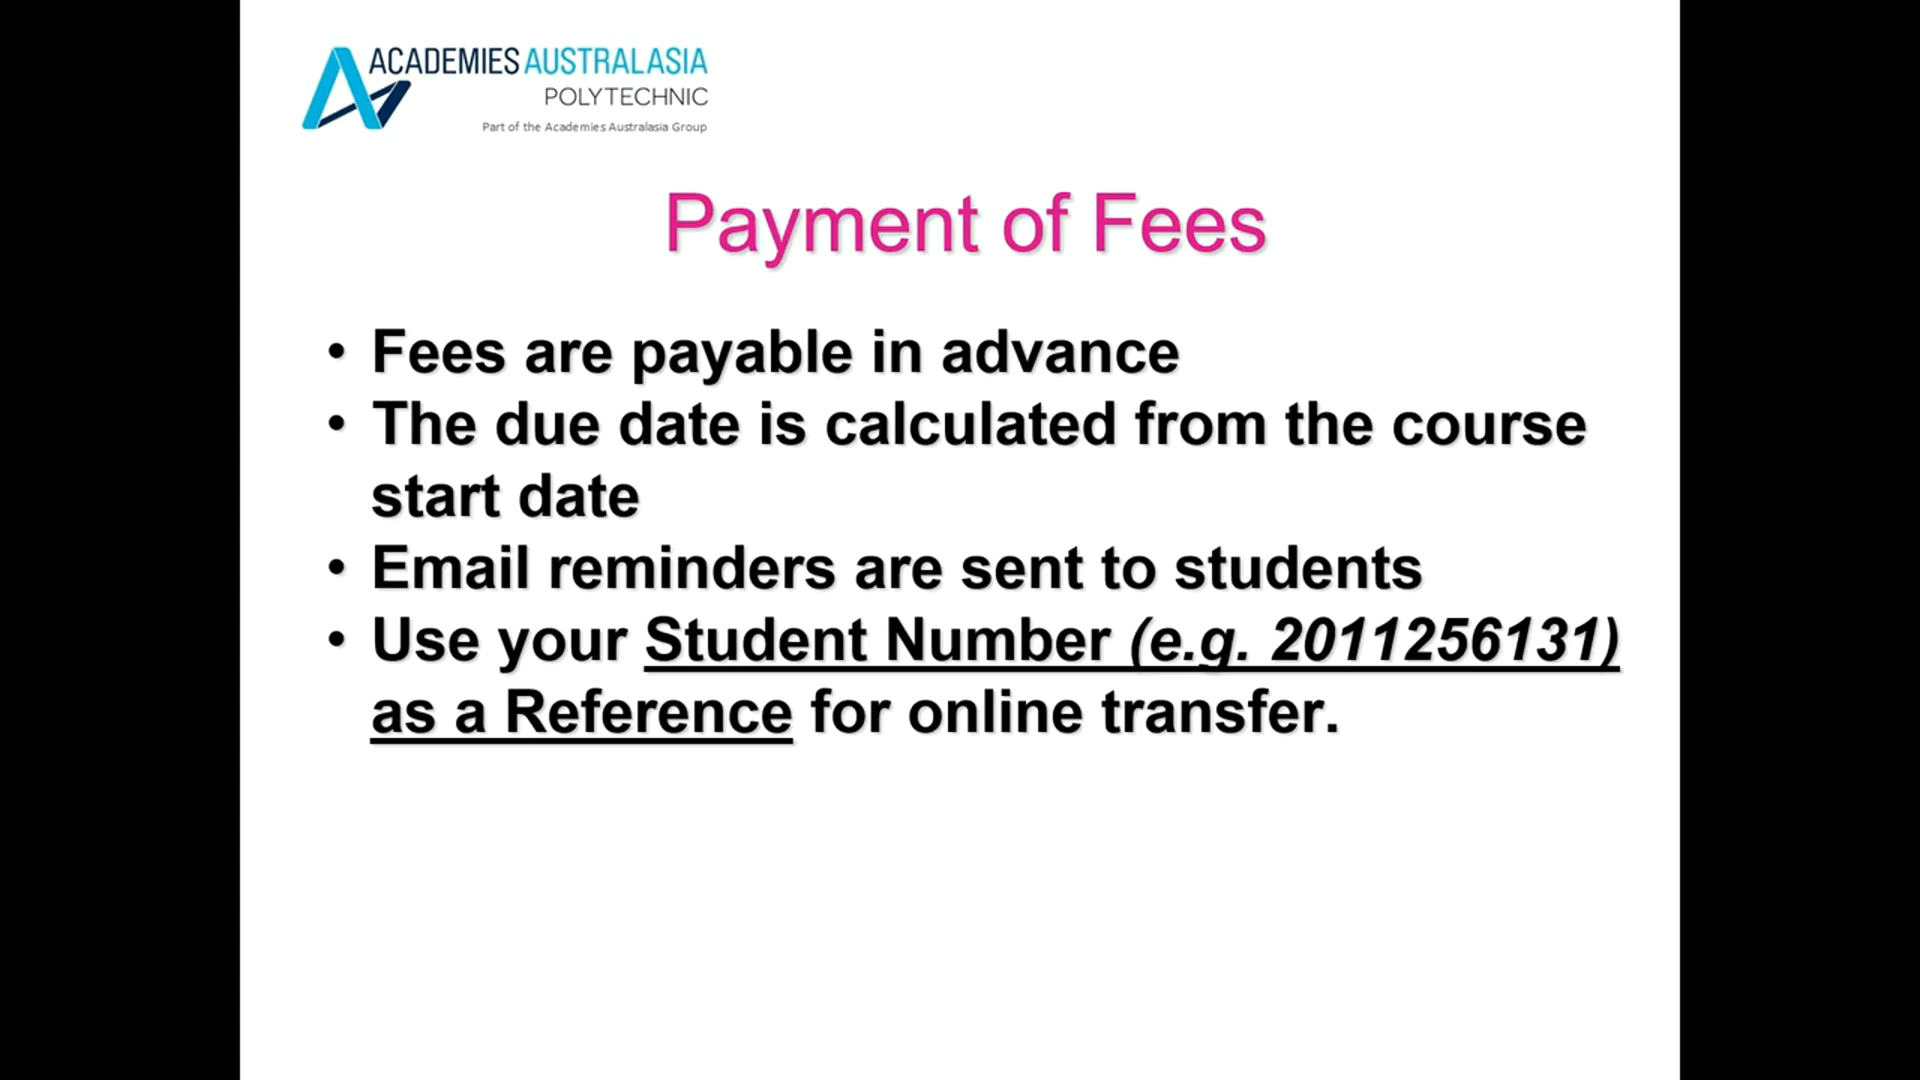 ACADEMIES AUSTRALASIA
POLYTECHNIC
Part of the Academies Australasia Group
Payment of Fees
• Fees are payable in advance
• The due date is calculated from the course
start date
• Email reminders are sent to students
• Use your Student Number (e.g. 2011256131)
as a Reference for online transfer.